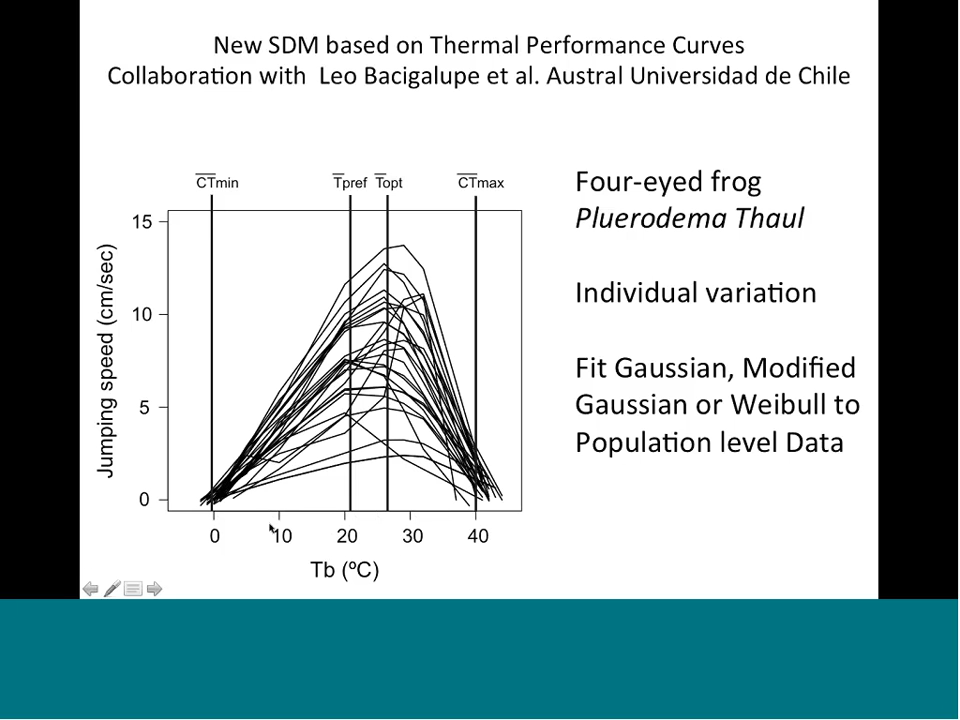 New SDM based on Thermal Performance Curves
Collaboration with Leo Bacigalupe et al. Austral Universidad de Chile
CTmin Tpref Topt CTmax
Four-eyed frog
Pluerodema Thaul
Individual variation
Fit Gaussian, Modified
Gaussian or Weibull to
Population level Data
Jumping speed (cm/sec)
15
10
5
0
0 10 20 30 40
Tb (ºC)